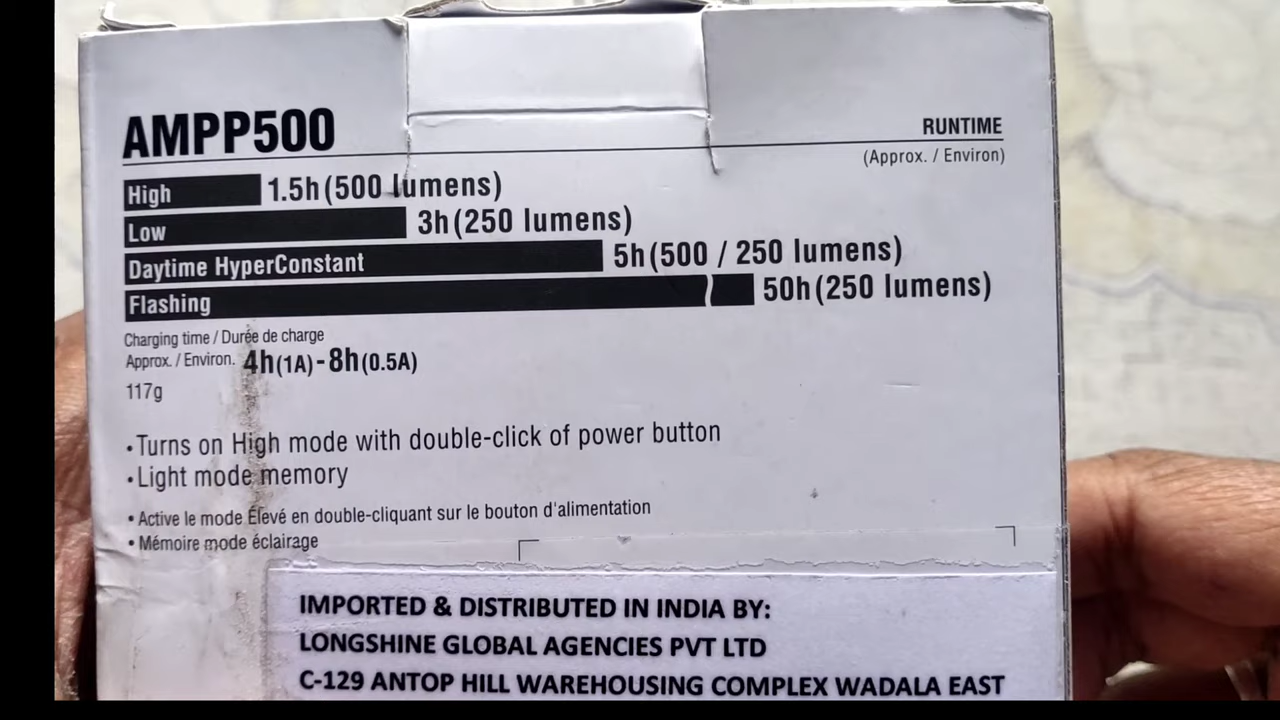 AMPP500
RUNTIME
(Approx. / Environ)
High 1.5h(500 lumens)
Low 3h(250 lumens)
Daytime HyperConstant 5h(500 / 250 lumens)
Flashing 50h(250 lumens)
Charging time / Durée de charge
Approx. / Environ. 4h(1A)-8h(0.5A)
117g
•Turns on High mode with double-click of power button
•Light mode memory
• Active le mode Élevé en double-cliquant sur le bouton d'alimentation
• Mémoire mode éclairage
IMPORTED & DISTRIBUTED IN INDIA BY:
LONGSHINE GLOBAL AGENCIES PVT LTD
C-129 ANTOP HILL WAREHOUSING COMPLEX WADALA EAST